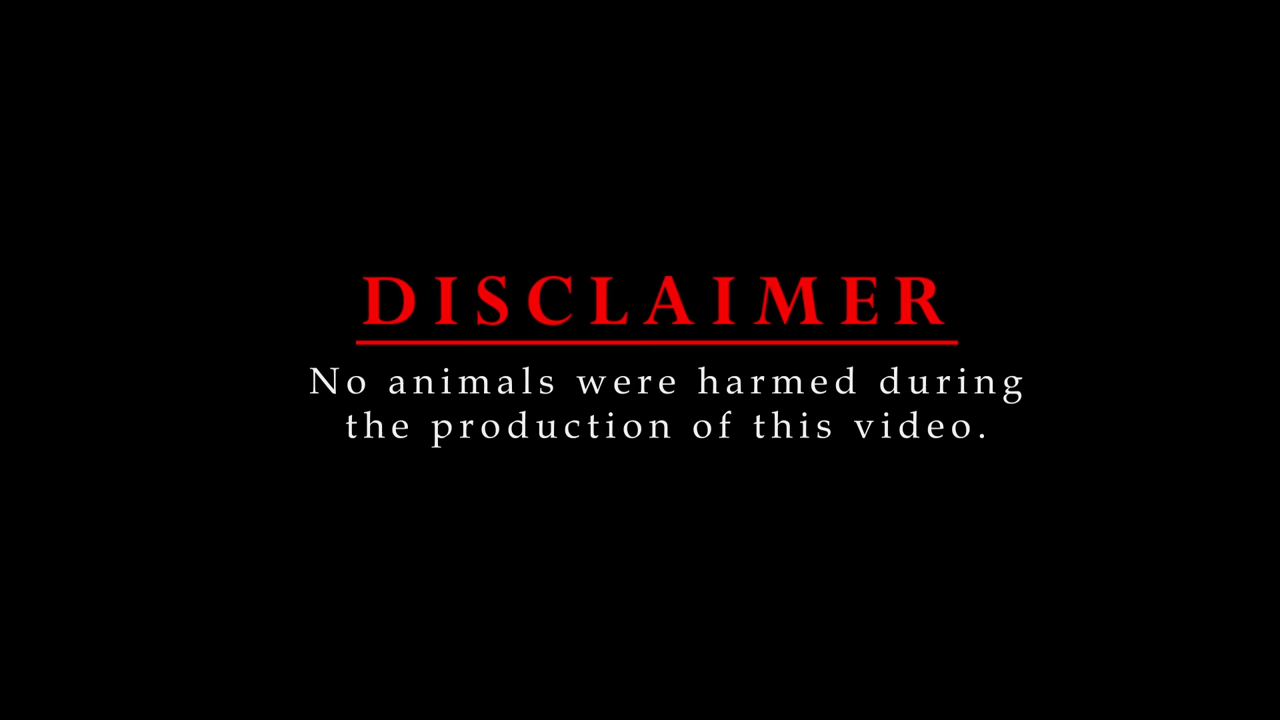 DISCLAIMER
No animals were harmed during
the production of this video.